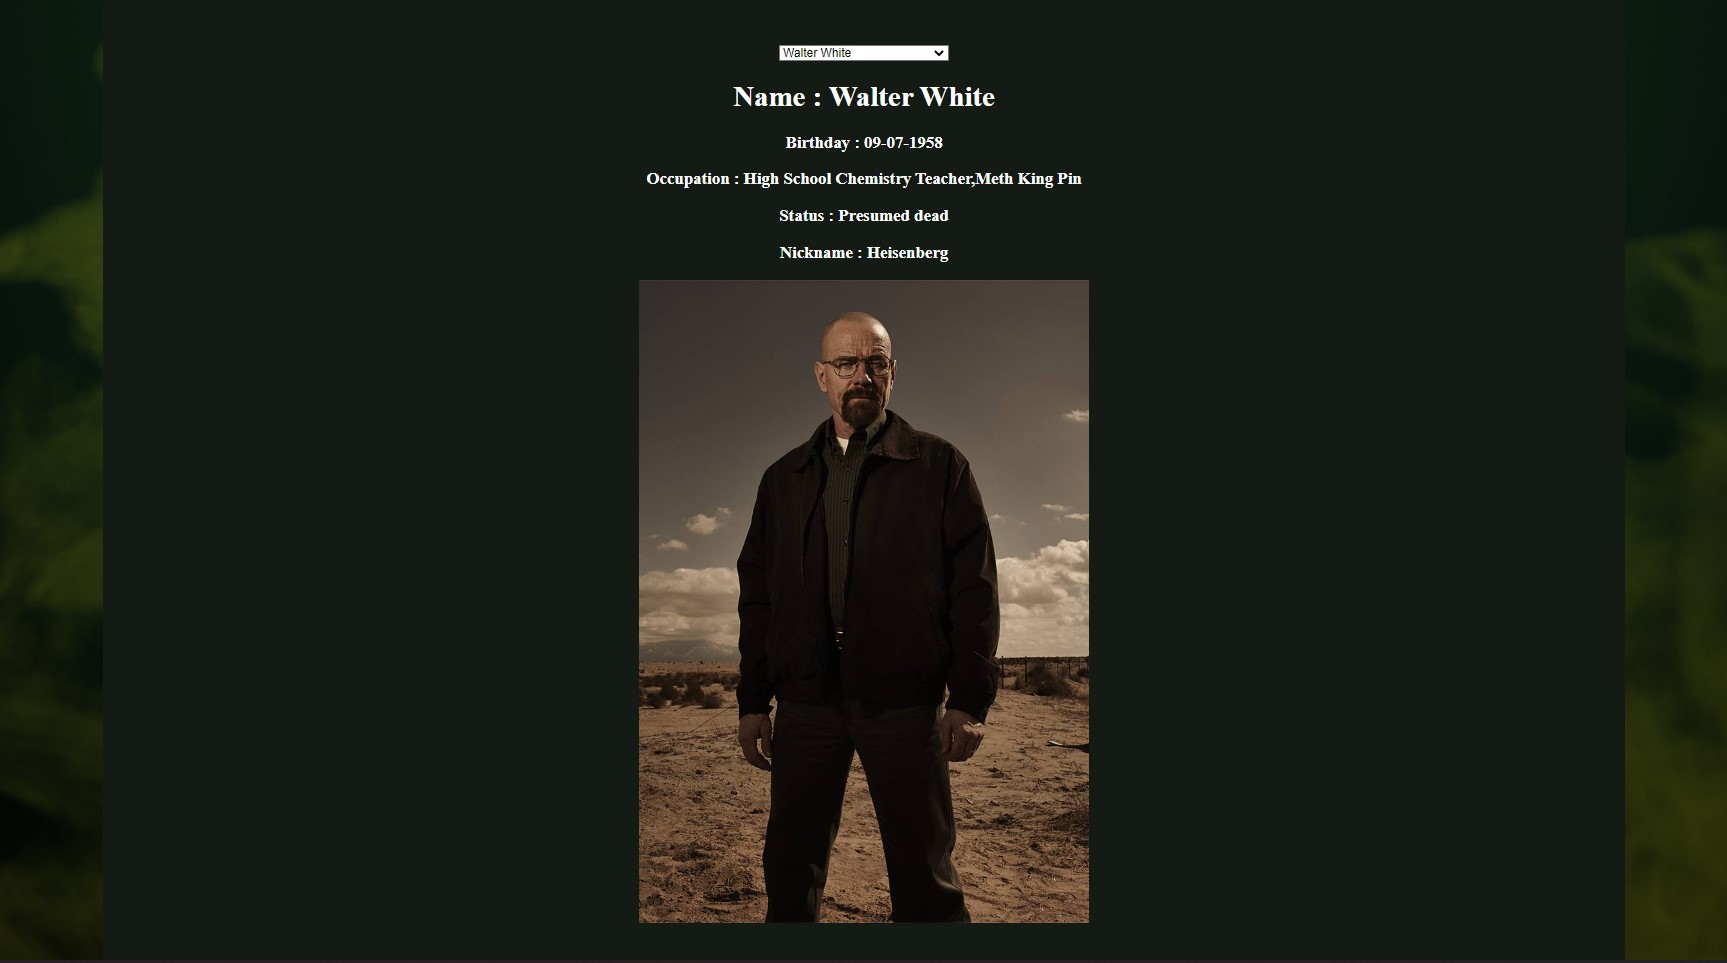 Walter White
Name : Walter White
Birthday : 09-07-1958
Occupation : High School Chemistry Teacher,Meth King Pin
Status : Presumed dead
Nickname : Heisenberg